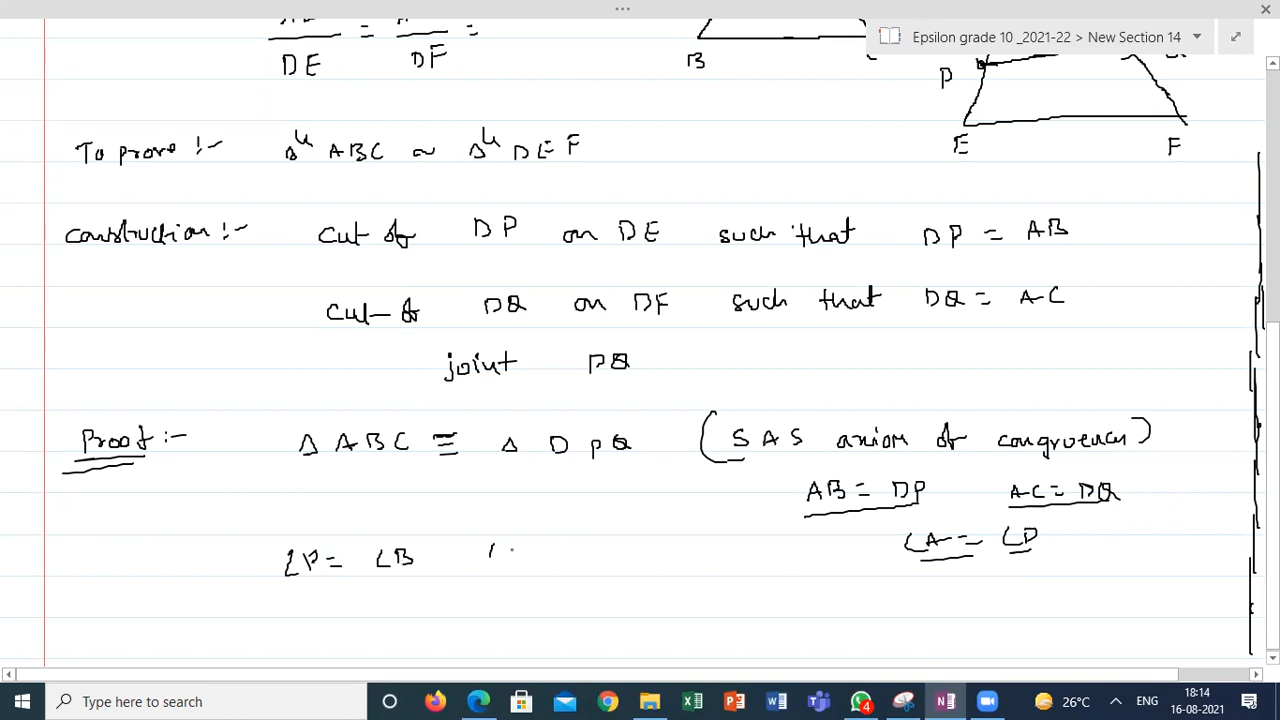 Epsilon grade 10 _2021-22 > New Section 14
DE = DF =
B
P
E F
To prove :- Δle ABC ~ Δle DEF
construction :- cut of DP on DE such that DP = AB
cut-of DQ on DF such that DQ = AC
joint PQ
Proof :- Δ ABC ≡ Δ DPQ (SAS axiom of congruence)
AB = DP AC = DQ
∠A = ∠D
∠P = ∠B
Type here to search
4
26°C
ENG
18:14
16-08-2021